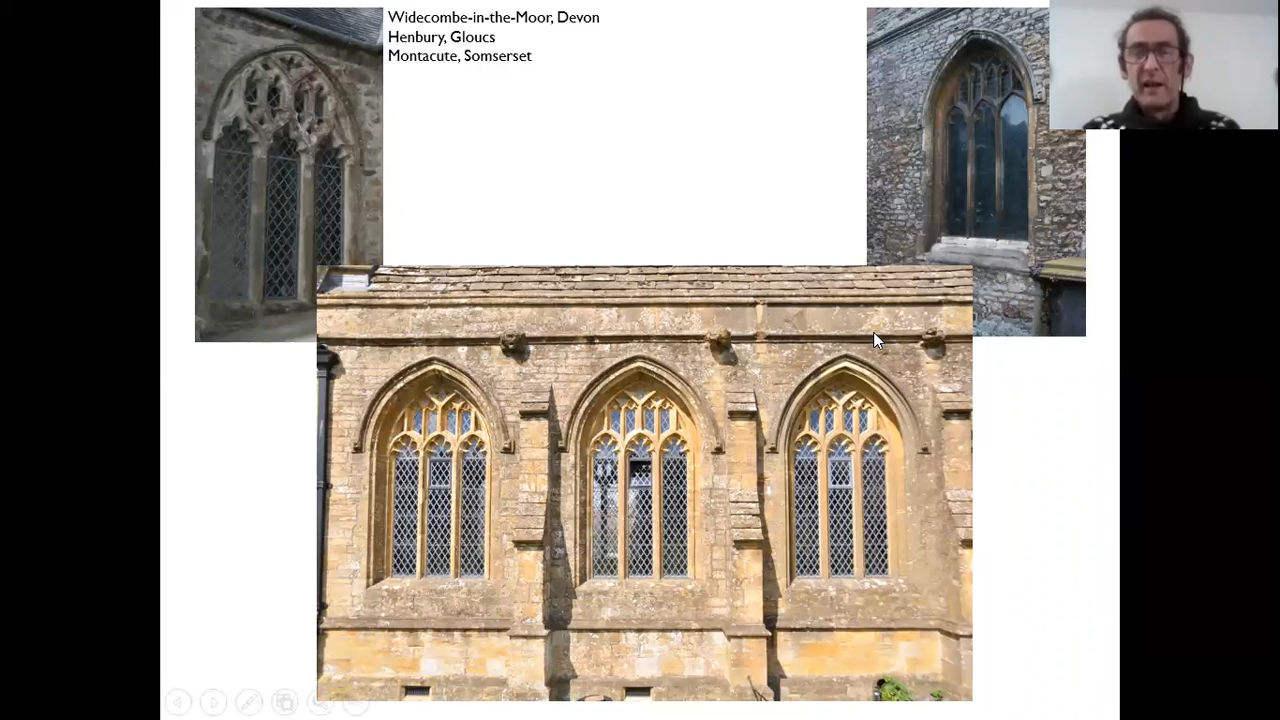 Widecombe-in-the-Moor, Devon
Henbury, Gloucs
Montacute, Somserset